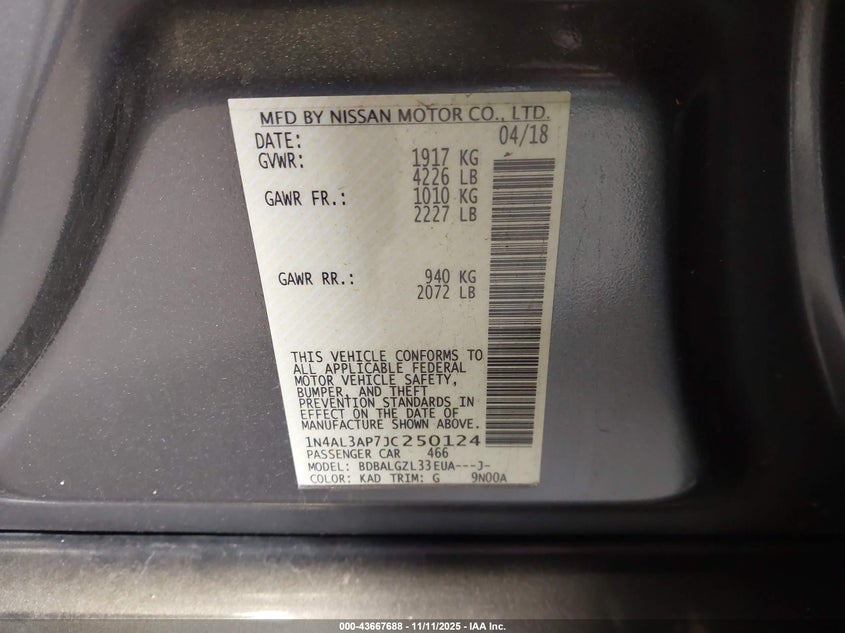 MFD BY NISSAN MOTOR CO., LTD.
DATE: 04/18
GVWR: 1917 KG
4226 LB
GAWR FR.: 1010 KG
2227 LB
GAWR RR.: 940 KG
2072 LB
THIS VEHICLE CONFORMS TO
ALL APPLICABLE FEDERAL
MOTOR VEHICLE SAFETY,
BUMPER, AND THEFT
PREVENTION STANDARDS IN
EFFECT ON THE DATE OF
MANUFACTURE SHOWN ABOVE.
1N4AL3AP7JC250124
PASSENGER CAR 466
MODEL: BDBALGZL33EUA---J-
COLOR: KAD TRIM: G 9N00A
000-43667688 - 11/11/2025 - IAA Inc.